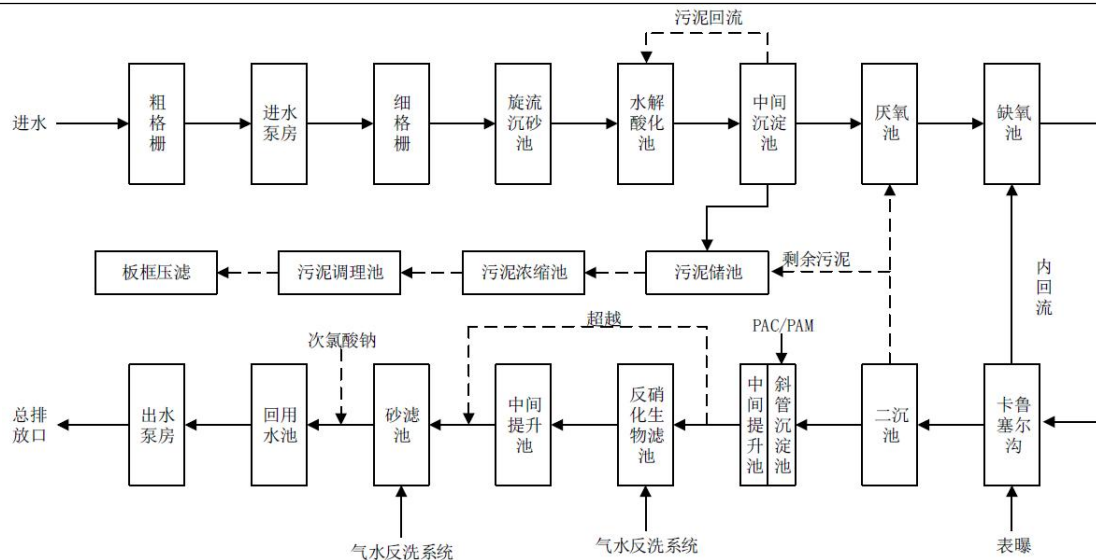 污泥回流
进水
粗格栅
进水泵房
细格栅
旋流沉砂池
水解酸化池
中间沉淀池
厌氧池
缺氧池
板框压滤
污泥调理池
污泥浓缩池
污泥储池
剩余污泥
内回流
次氯酸钠
超越
PAC/PAM
总排放口
出水泵房
回用水池
砂滤池
中间提升池
反硝化生物滤池
中间提升池
斜管沉淀池
二沉池
卡鲁塞尔沟
气水反洗系统
气水反洗系统
表曝